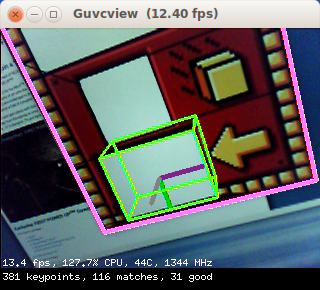 Guvcview  (12.40 fps)
13.4 fps, 127.7% CPU, 44C, 1344 MHz
381 keypoints, 116 matches, 31 good